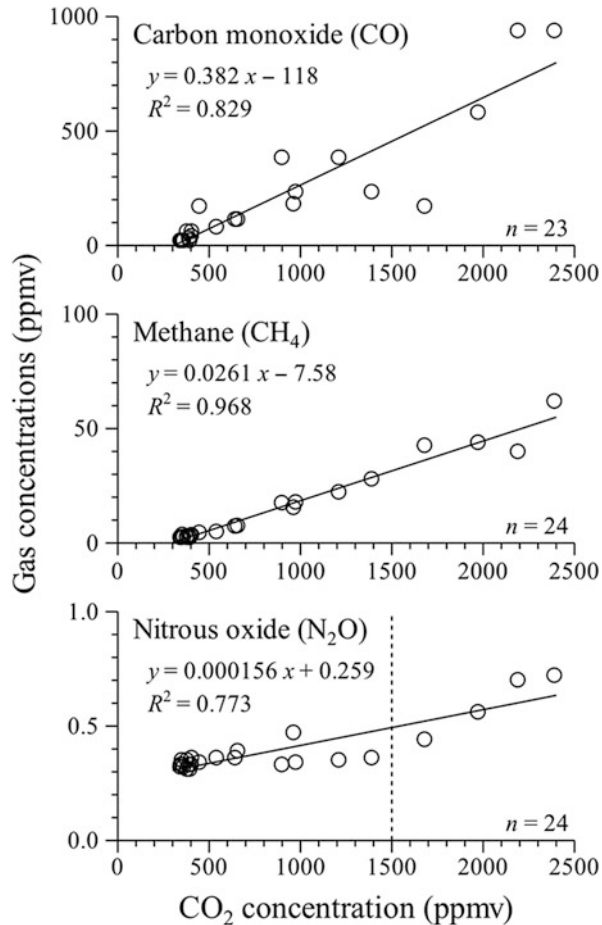 1000
Carbon monoxide (CO)
y = 0.382 x – 118
R² = 0.829
500
0
n = 23
0 500 1000 1500 2000 2500
100
Methane (CH₄)
y = 0.0261 x – 7.58
R² = 0.968
50
0
n = 24
0 500 1000 1500 2000 2500
Gas concentrations (ppmv)
1.0
Nitrous oxide (N₂O)
y = 0.000156 x + 0.259
R² = 0.773
0.5
0.0
n = 24
0 500 1000 1500 2000 2500
CO₂ concentration (ppmv)